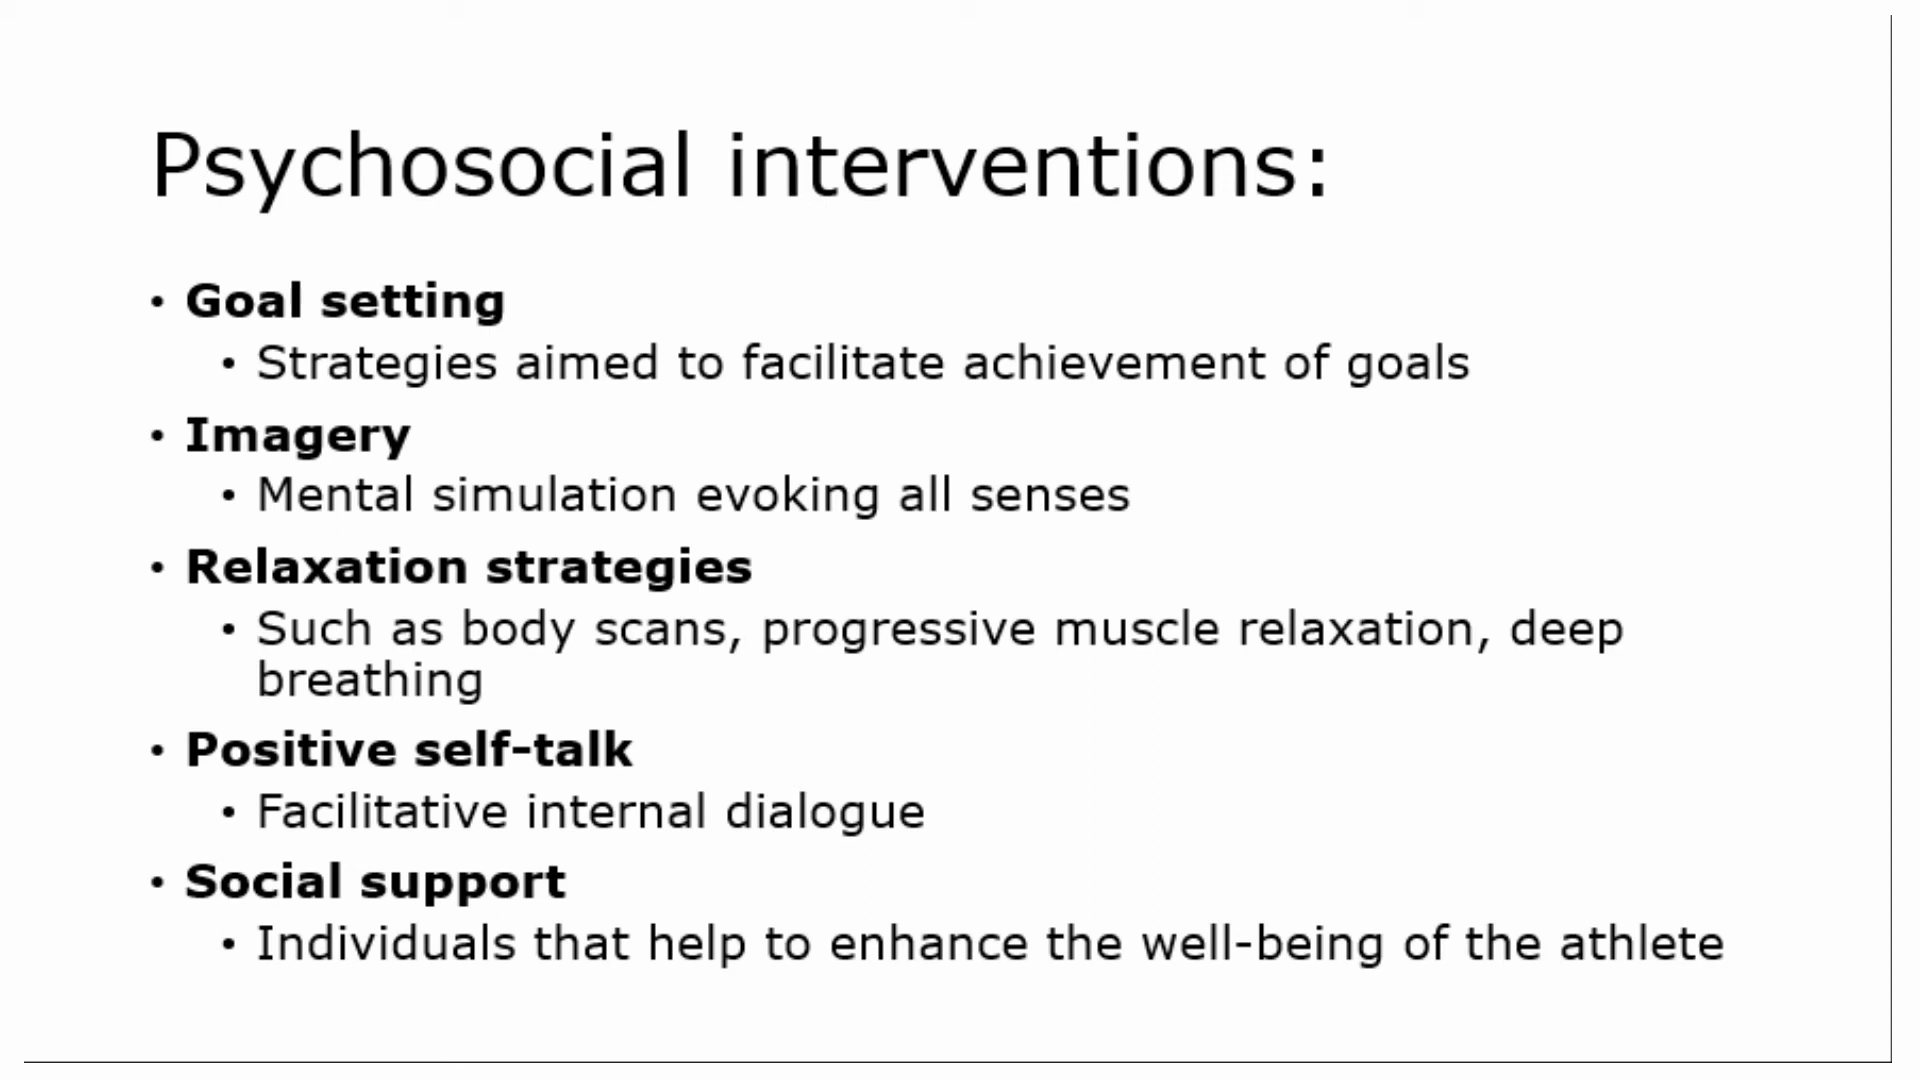 Psychosocial interventions:
• Goal setting
• Strategies aimed to facilitate achievement of goals
• Imagery
• Mental simulation evoking all senses
• Relaxation strategies
• Such as body scans, progressive muscle relaxation, deep
breathing
• Positive self-talk
• Facilitative internal dialogue
• Social support
• Individuals that help to enhance the well-being of the athlete